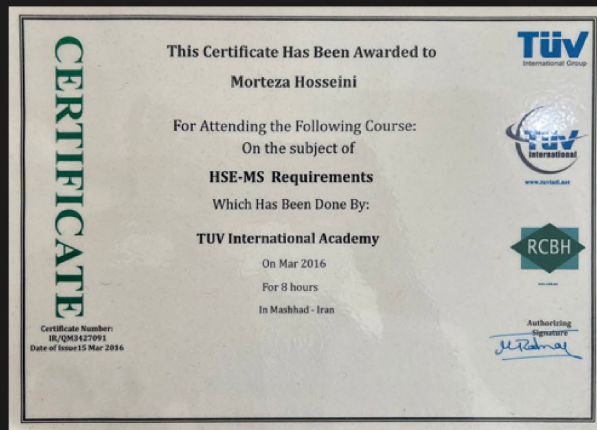 CERTIFICATE
This Certificate Has Been Awarded to
Morteza Hosseini
For Attending the Following Course:
On the subject of
HSE-MS Requirements
Which Has Been Done By:
TUV International Academy
On Mar 2016
For 8 hours
In Mashhad - Iran
Certificate Number:
IR/QM3427091
Date of Issue15 Mar 2016
TÜV
International Group
TÜV
International
www.tuvintl.net
RCBH
Authorizing
Signature